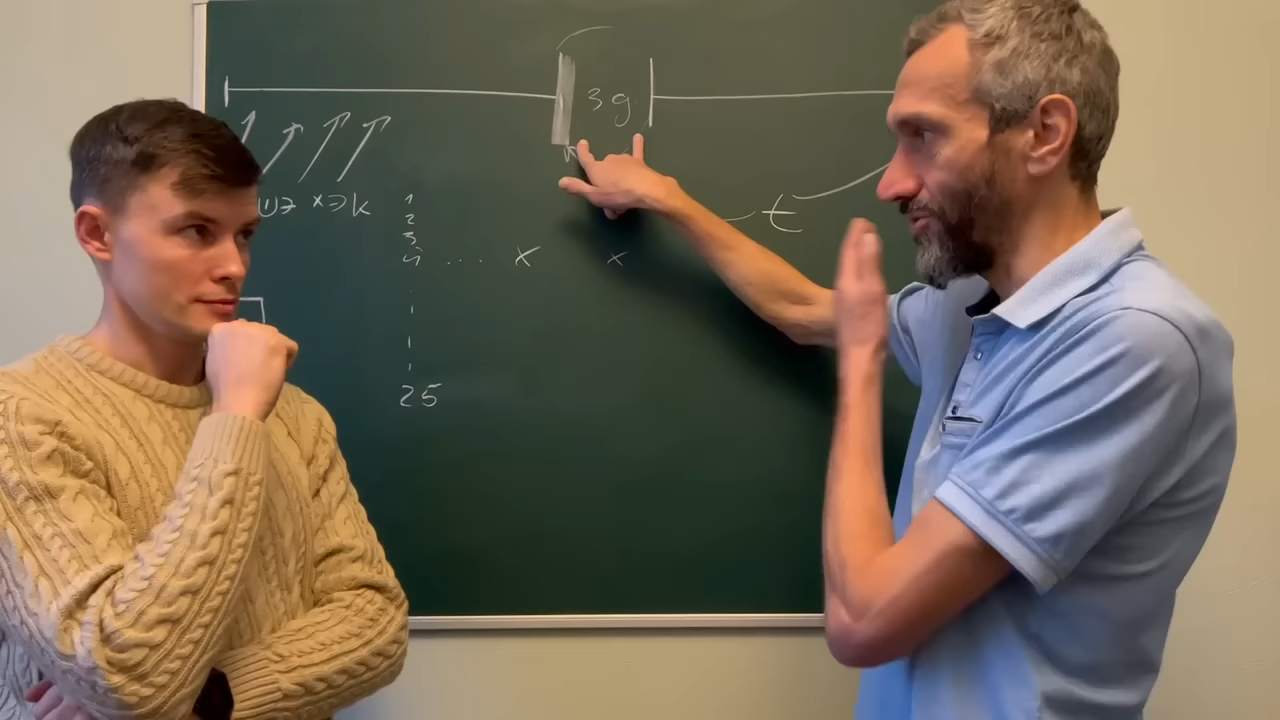 3g
t
x → k
1
2
3
4 .... x x
25